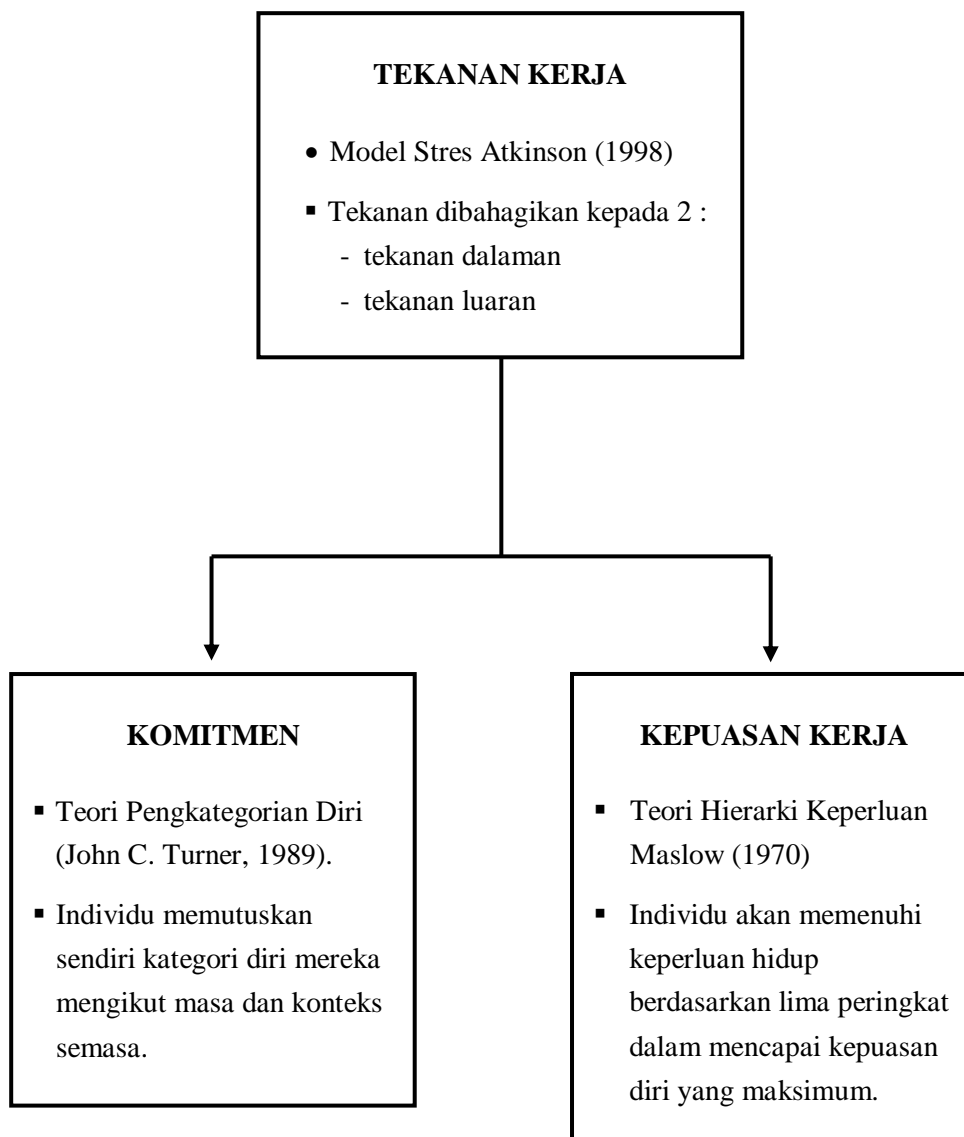 TEKANAN KERJA
• Model Stres Atkinson (1998)
▪ Tekanan dibahagikan kepada 2 :
- tekanan dalaman
- tekanan luaran
KOMITMEN
▪ Teori Pengkategorian Diri
(John C. Turner, 1989).
▪ Individu memutuskan
sendiri kategori diri mereka
mengikut masa dan konteks
semasa.
KEPUASAN KERJA
▪ Teori Hierarki Keperluan
Maslow (1970)
▪ Individu akan memenuhi
keperluan hidup
berdasarkan lima peringkat
dalam mencapai kepuasan
diri yang maksimum.